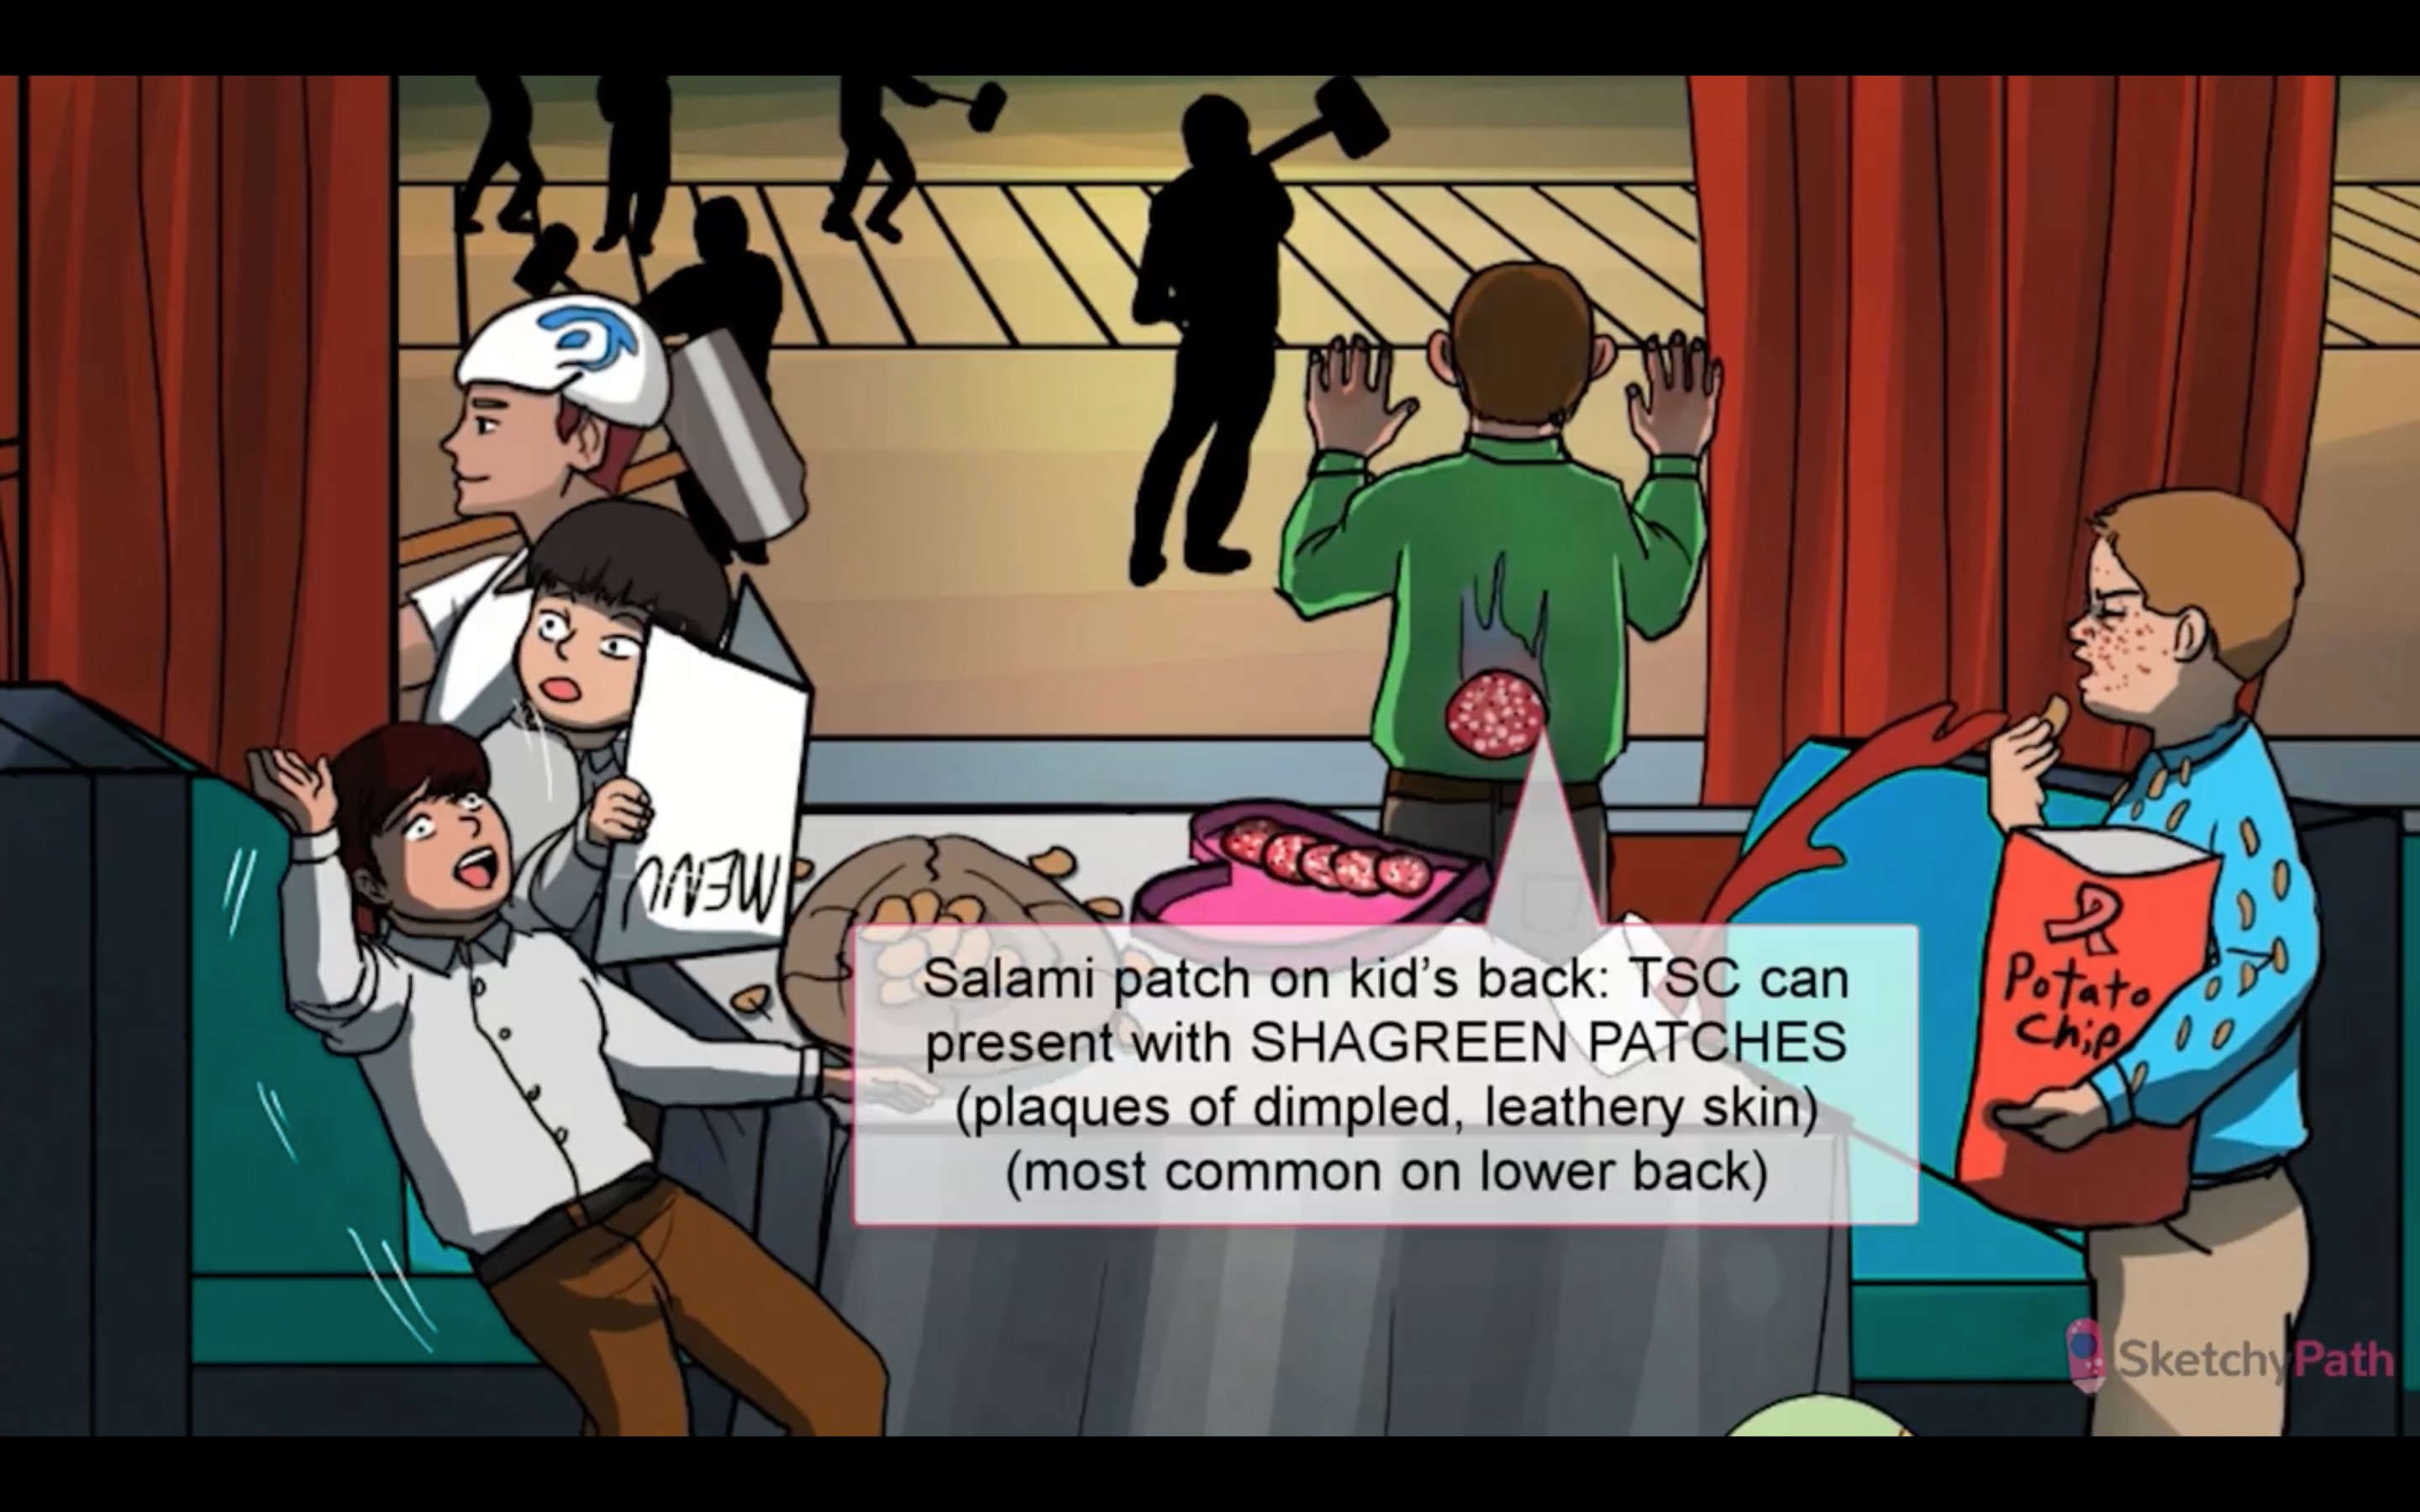 MENU
Potato
Chip
Salami patch on kid's back: TSC can
present with SHAGREEN PATCHES
(plaques of dimpled, leathery skin)
(most common on lower back)
SketchyPath